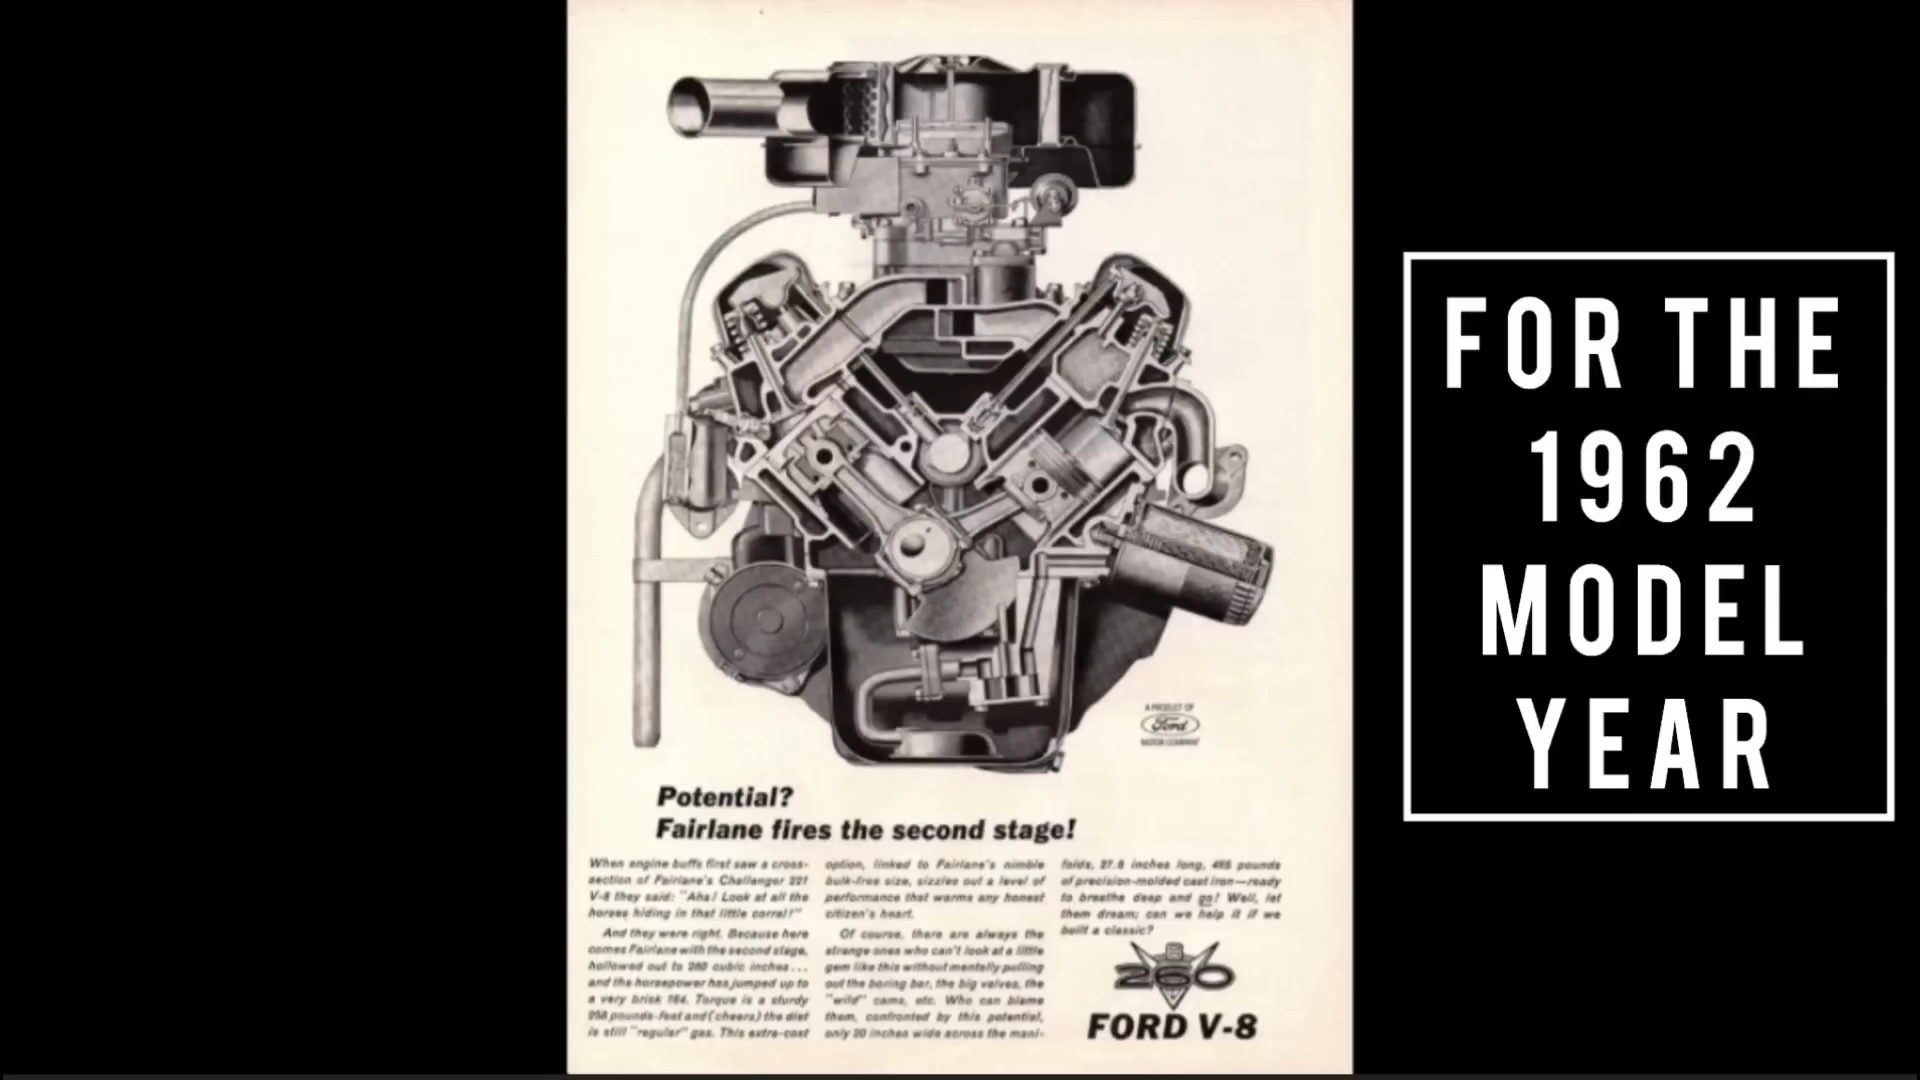 A PRODUCT OF
Ford
MOTOR COMPANY
Potential?
Fairlane fires the second stage!
When engine buffs first saw a cross-
section of Fairlane's Challenger 221
V-8 they said: "Aha! Look at all the
horses hiding in that little corral!"
And they were right. Because here
comes Fairlane with the second stage,
hollowed out to 260 cubic inches...
and the horsepower has jumped up to
a very brisk 164. Torque is a sturdy
258 pounds-feet and (cheers) the diet
is still "regular" gas. This extra-cost
option, linked to Fairlane's nimble
bulk-free size, sizzles out a level of
performance that warms any honest
citizen's heart.
Of course, there are always the
strange ones who can't look at a little
gem like this without mentally pulling
out the boring bar, the big valves, the
"wild" cams, etc. Who can blame
them, confronted by this potential,
only 20 inches wide across the mani-
folds, 27.8 inches long, pounds
of precision-molded cast iron—ready
to breathe deep and go! Well, let
them dream; can we help it if we
built a classic?
260
FORD V-8
FOR THE
1962
MODEL
YEAR